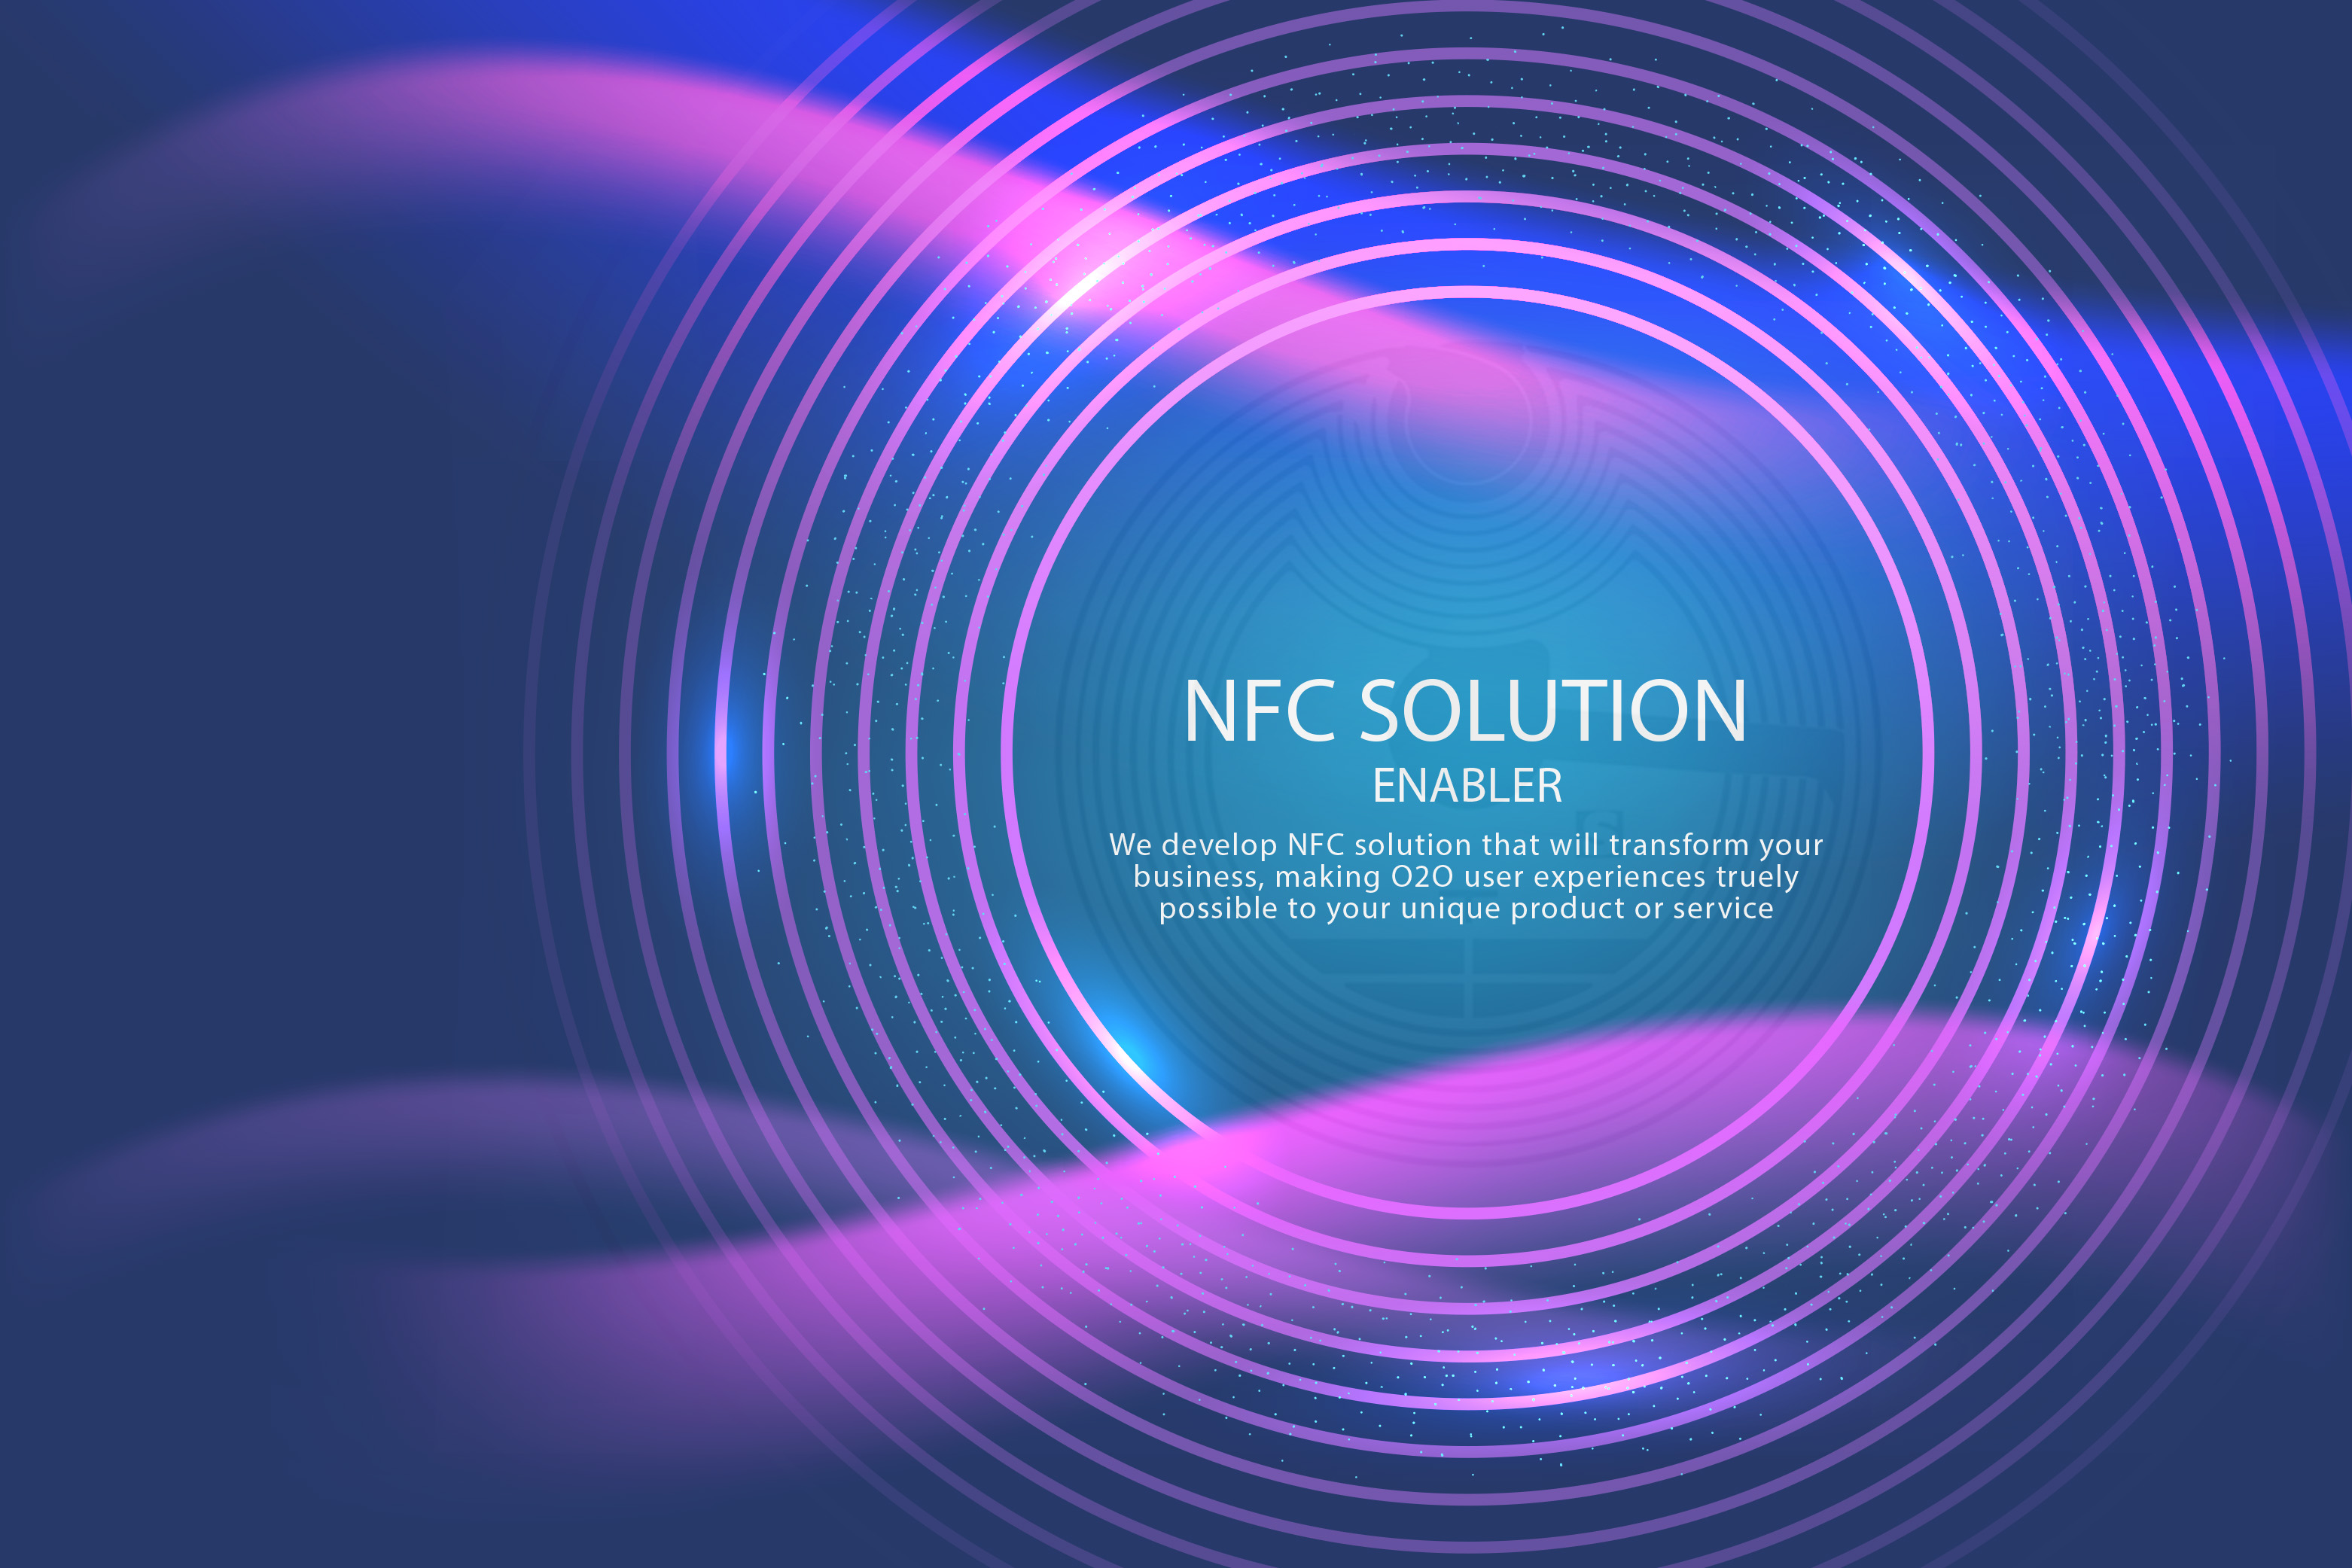 NFC SOLUTION
ENABLER
We develop NFC solution that will transform your
business, making O2O user experiences truely
possible to your unique product or service